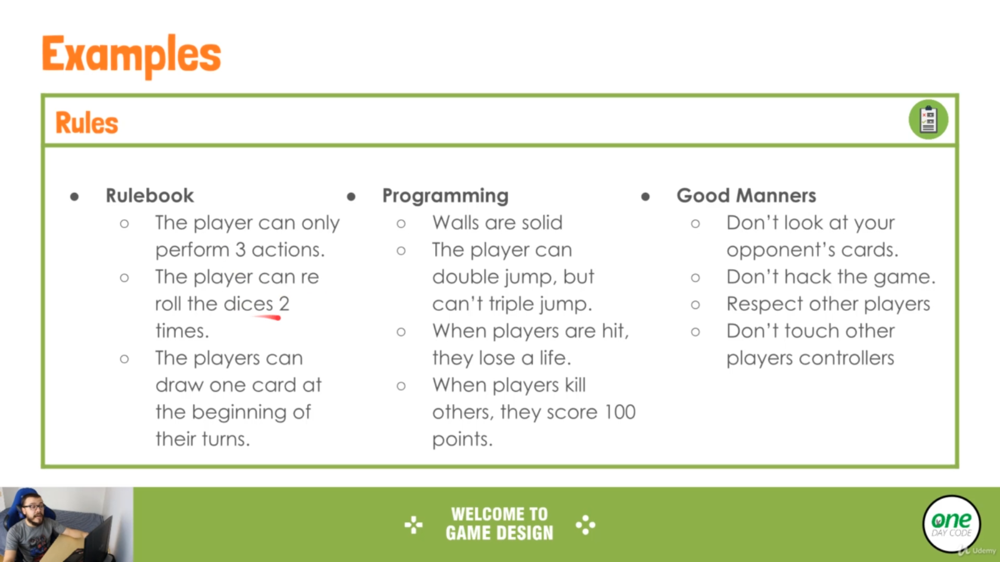 Examples
Rules
Rulebook
The player can only
perform 3 actions.
The player can re
roll the dices 2
times.
The players can
draw one card at
the beginning of
their turns.
Programming
Walls are solid
The player can
double jump, but
can't triple jump.
When players are hit,
they lose a life.
When players kill
others, they score 100
points.
Good Manners
Don't look at your
opponent's cards.
Don't hack the game.
Respect other players
Don't touch other
players controllers
WELCOME TO
GAME DESIGN
one
DAY CODE
Udemy